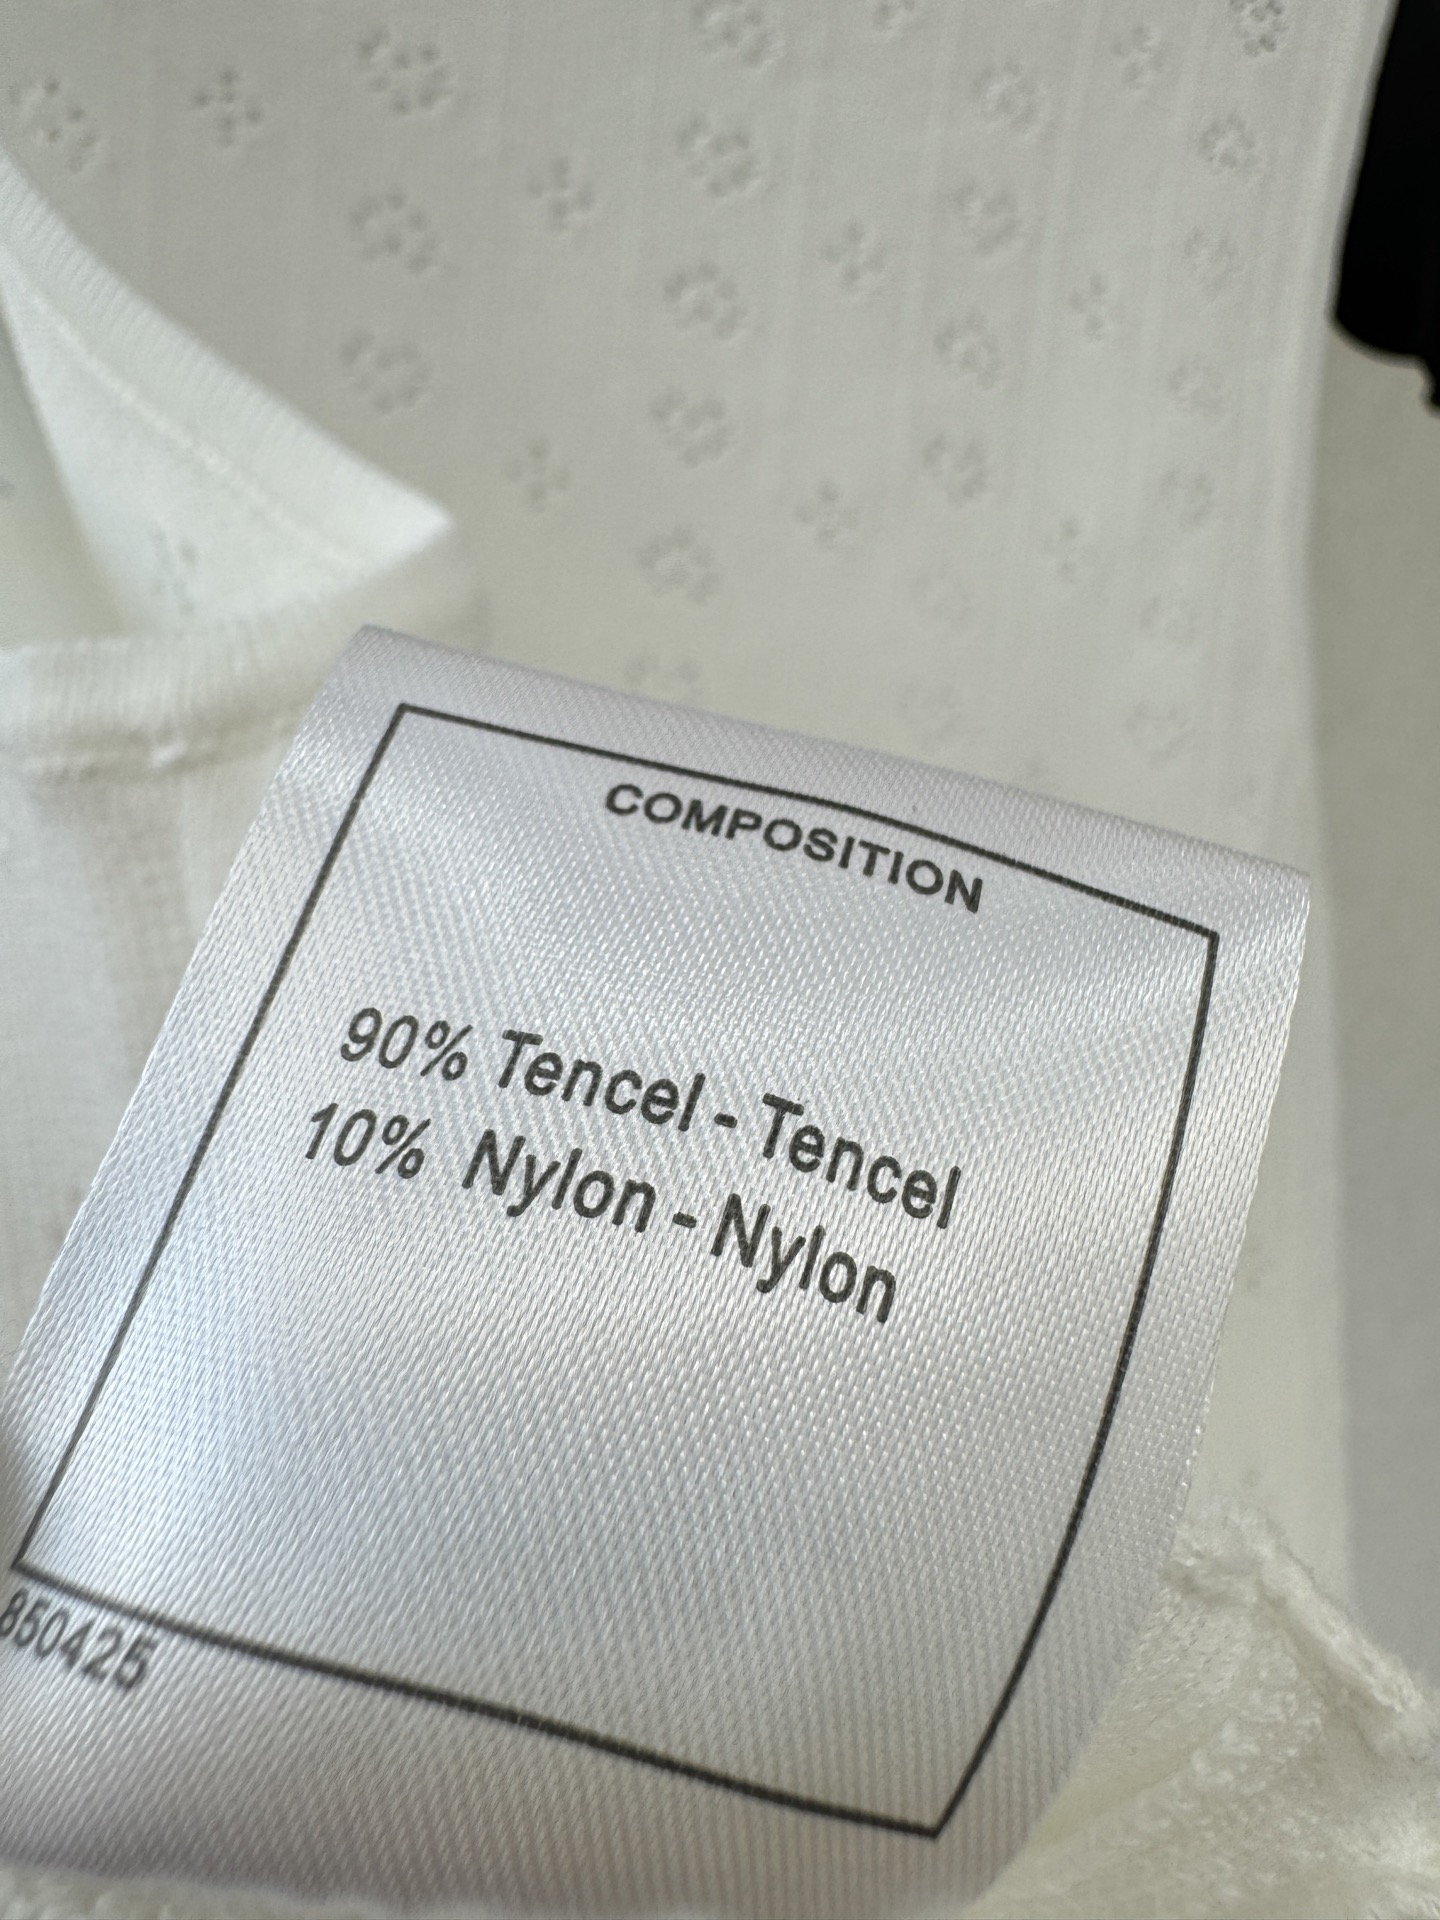 COMPOSITION
90% Tencel - Tencel
10% Nylon - Nylon
850425